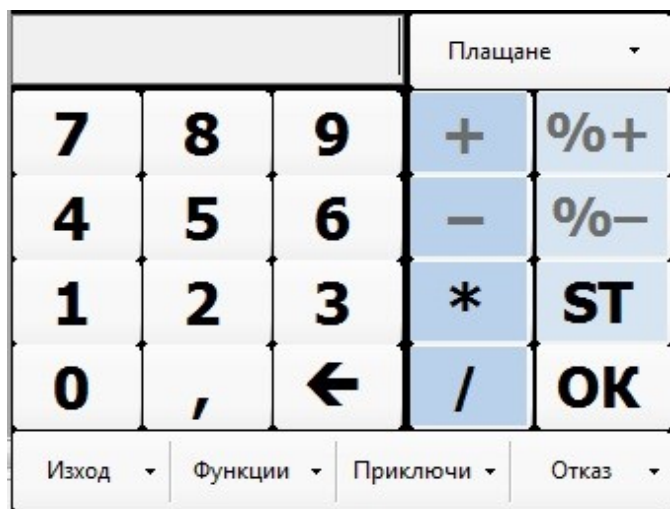 Плащане
7 8 9 + %+
4 5 6 − %−
1 2 3 * ST
0 , ← / OK
Изход Функции Приключи Отказ